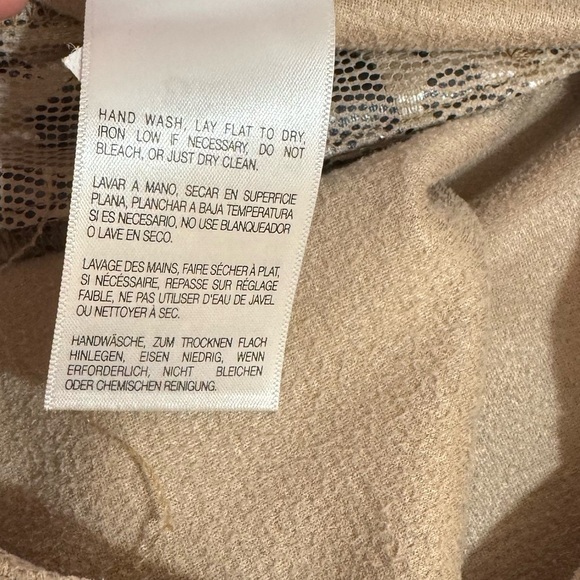 HAND WASH, LAY FLAT TO DRY,
IRON LOW IF NECESSARY, DO NOT
BLEACH, OR JUST DRY CLEAN.
LAVAR A MANO, SECAR EN SUPERFICIE
PLANA, PLANCHAR A BAJA TEMPERATURA
SI ES NECESARIO, NO USE BLANQUEADOR
O LAVE EN SECO.
LAVAGE DES MAINS, FAIRE SÉCHER À PLAT,
SI NÉCESSAIRE, REPASSE SUR RÉGLAGE
FAIBLE, NE PAS UTILISER D'EAU DE JAVEL
OU NETTOYER À SEC.
HANDWÄSCHE, ZUM TROCKNEN FLACH
HINLEGEN, EISEN NIEDRIG, WENN
ERFORDERLICH, NICHT BLEICHEN
ODER CHEMISCHEN REINIGUNG.